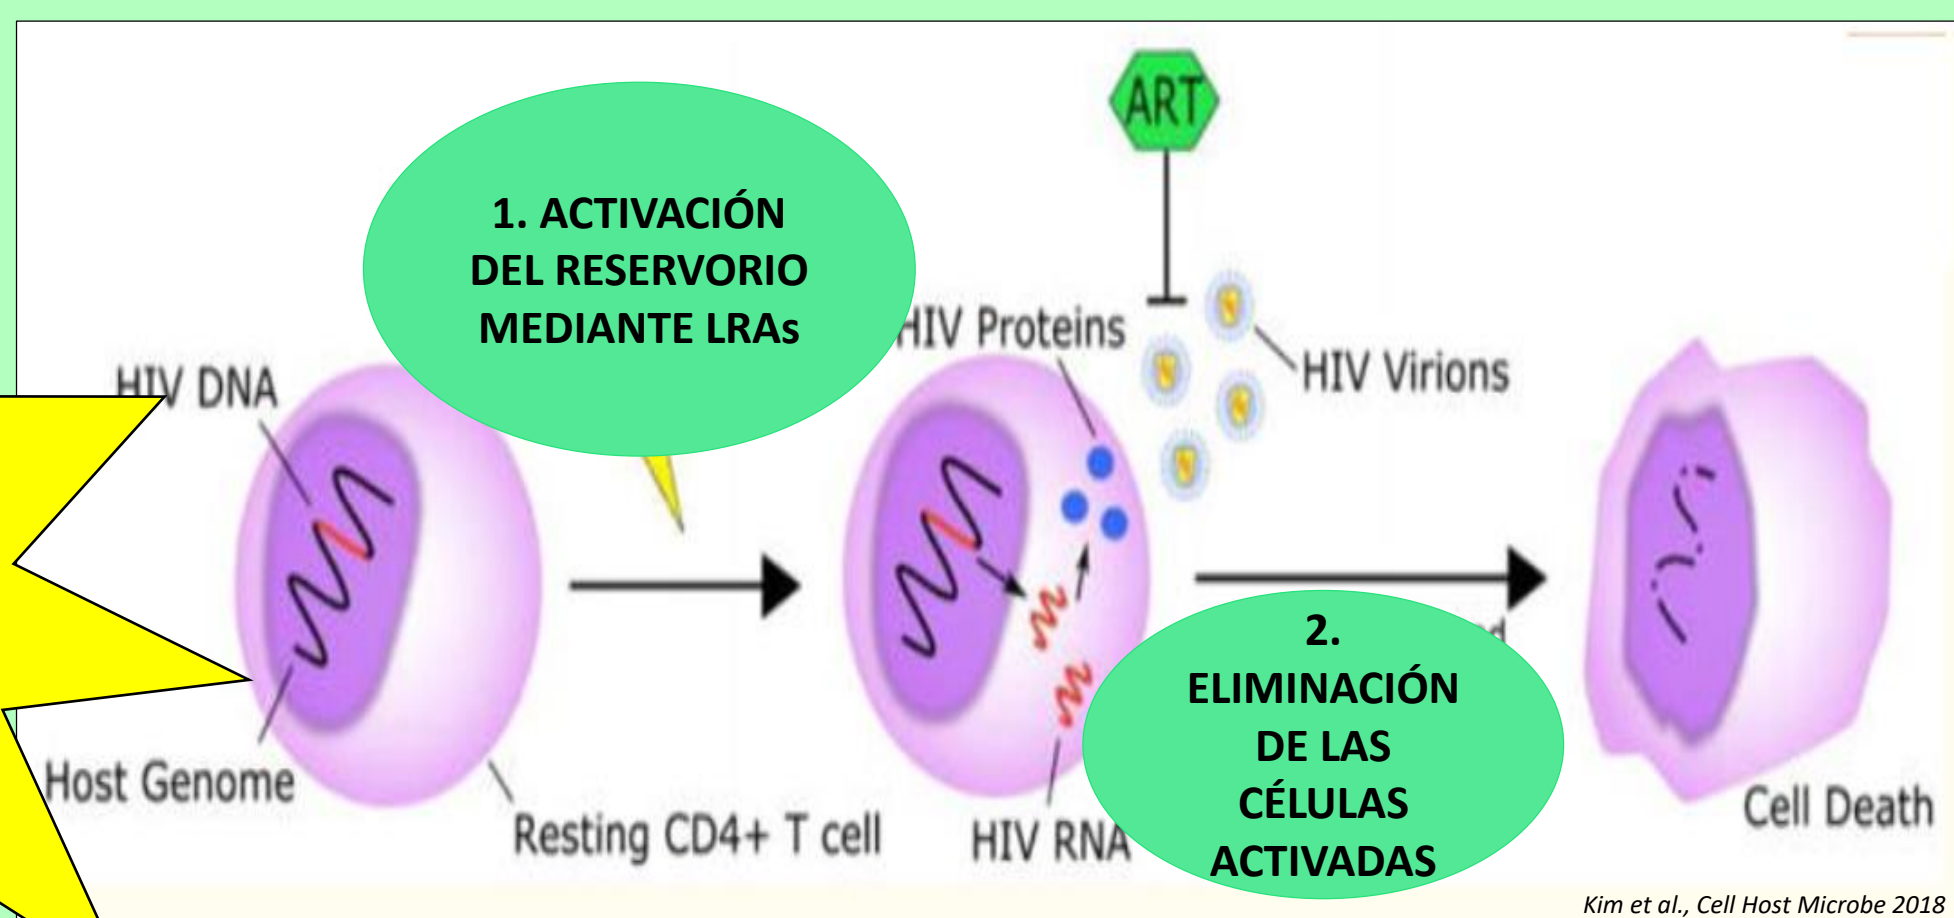 ART
1. ACTIVACIÓN
DEL RESERVORIO
MEDIANTE LRAs
HIV Proteins
HIV Virions
HIV DNA
2.
ELIMINACIÓN
DE LAS
CÉLULAS
ACTIVADAS
Host Genome
Resting CD4+ T cell
HIV RNA
Cell Death
Kim et al., Cell Host Microbe 2018